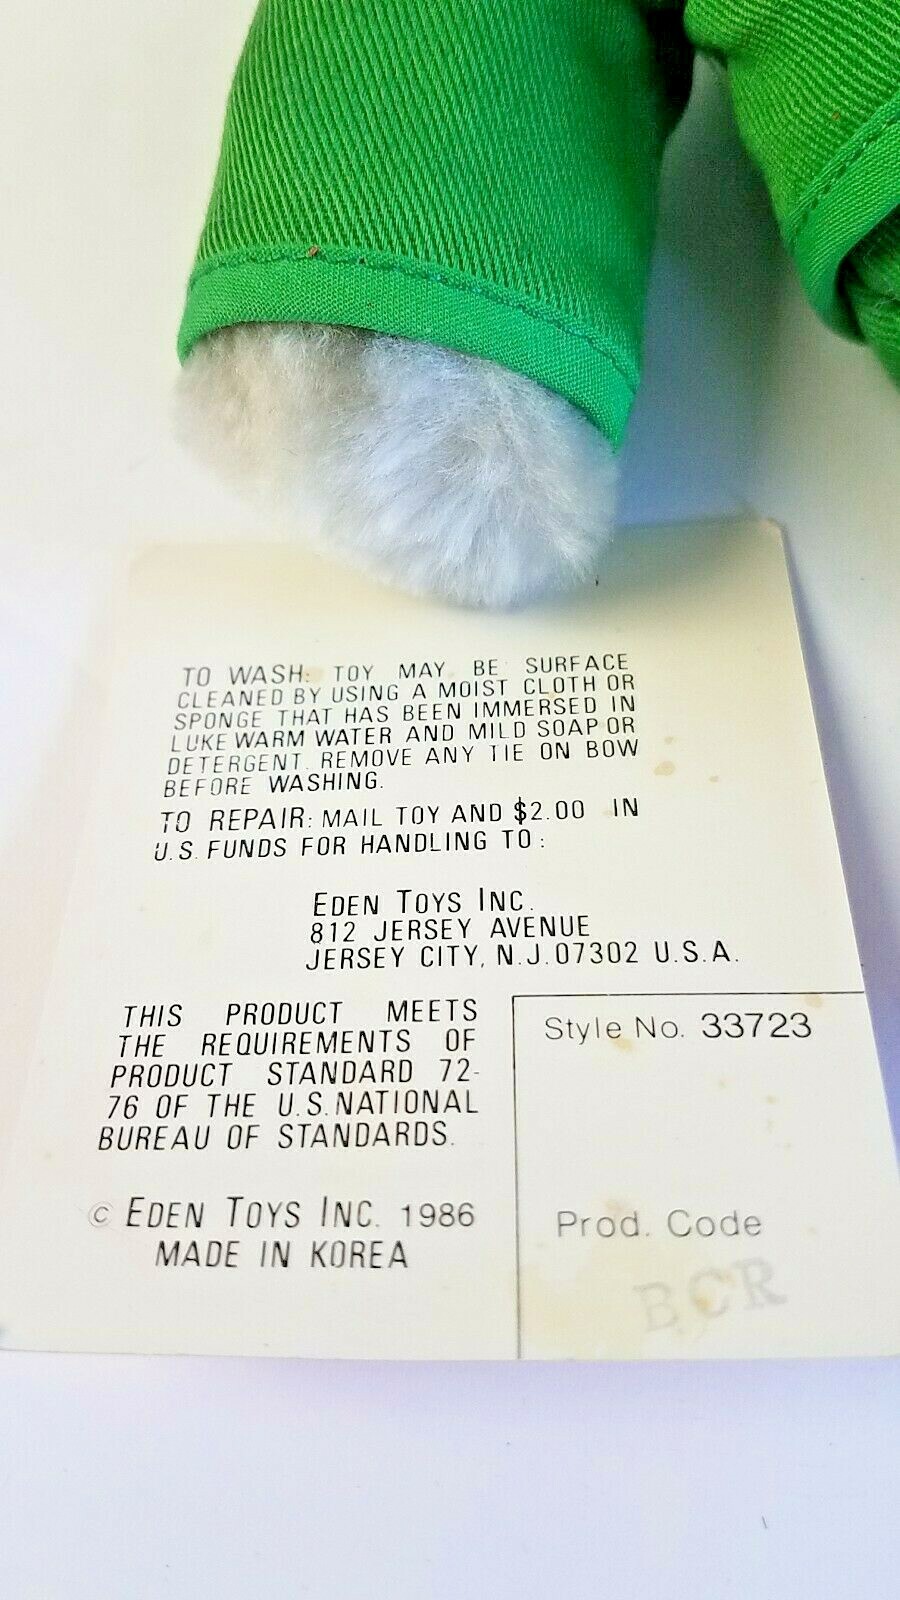 TO WASH: TOY MAY BE SURFACE
CLEANED BY USING A MOIST CLOTH OR
SPONGE THAT HAS BEEN IMMERSED IN
LUKE WARM WATER AND MILD SOAP OR
DETERGENT. REMOVE ANY TIE ON BOW
BEFORE WASHING.
TO REPAIR: MAIL TOY AND $2.00 IN
U.S. FUNDS FOR HANDLING TO:
EDEN TOYS INC.
812 JERSEY AVENUE
JERSEY CITY, N.J. 07302 U.S.A.
THIS PRODUCT MEETS
THE REQUIREMENTS OF
PRODUCT STANDARD 72-
76 OF THE U.S. NATIONAL
BUREAU OF STANDARDS.
© EDEN TOYS INC. 1986
MADE IN KOREA
Style No. 33723
Prod. Code
BCR